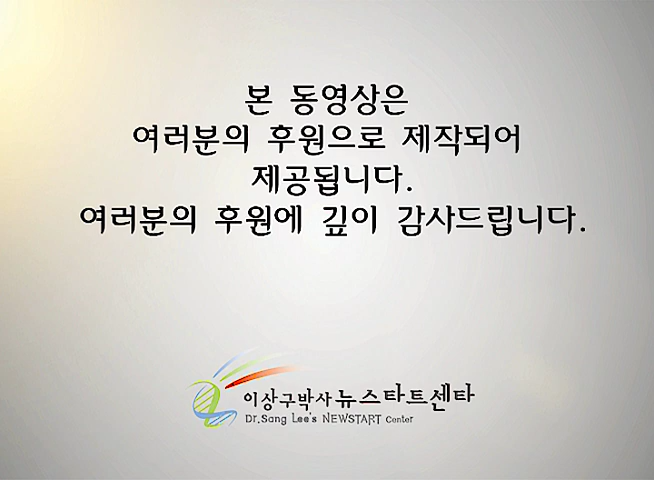 본 동영상은
여러분의 후원으로 제작되어
제공됩니다.
여러분의 후원에 깊이 감사드립니다.
이상구박사 뉴스타트센타
Dr.Sang Lee's NEWSTART Center